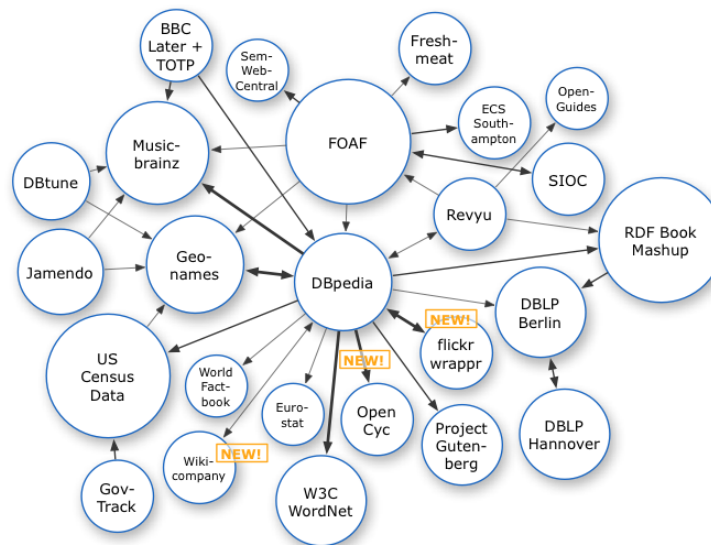 BBC
Later +
TOTP
Sem-
Web-
Central
Fresh-
meat
Music-
brainz
FOAF
ECS
South-
ampton
Open-
Guides
DBtune
SIOC
Revyu
Jamendo
Geo-
names
DBpedia
RDF Book
Mashup
DBLP
Berlin
NEW!
flickr
wrappr
US
Census
Data
World
Fact-
book
NEW!
Euro-
stat
Open
Cyc
Project
Guten-
berg
DBLP
Hannover
NEW!
Wiki-
company
Gov-
Track
W3C
WordNet